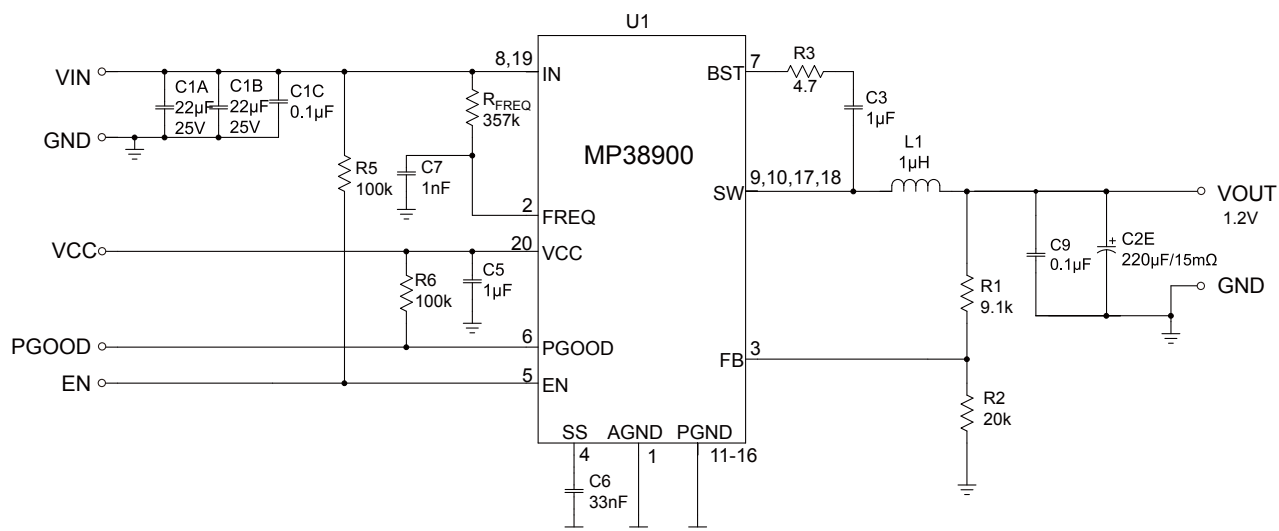 U1
8,19
IN
BST
7
R3
4.7
VIN
C1A
22µF
25V
C1B
22µF
25V
C1C
0.1µF
RFREQ
357k
C3
1µF
GND
MP38900
L1
1µH
R5
100k
C7
1nF
9,10,17,18
SW
VOUT
1.2V
2
FREQ
VCC
20
VCC
C9
0.1µF
+
C2E
220µF/15mΩ
R6
100k
C5
1µF
R1
9.1k
GND
PGOOD
6
PGOOD
FB
3
EN
5
EN
R2
20k
SS
AGND
PGND
4
1
11-16
C6
33nF